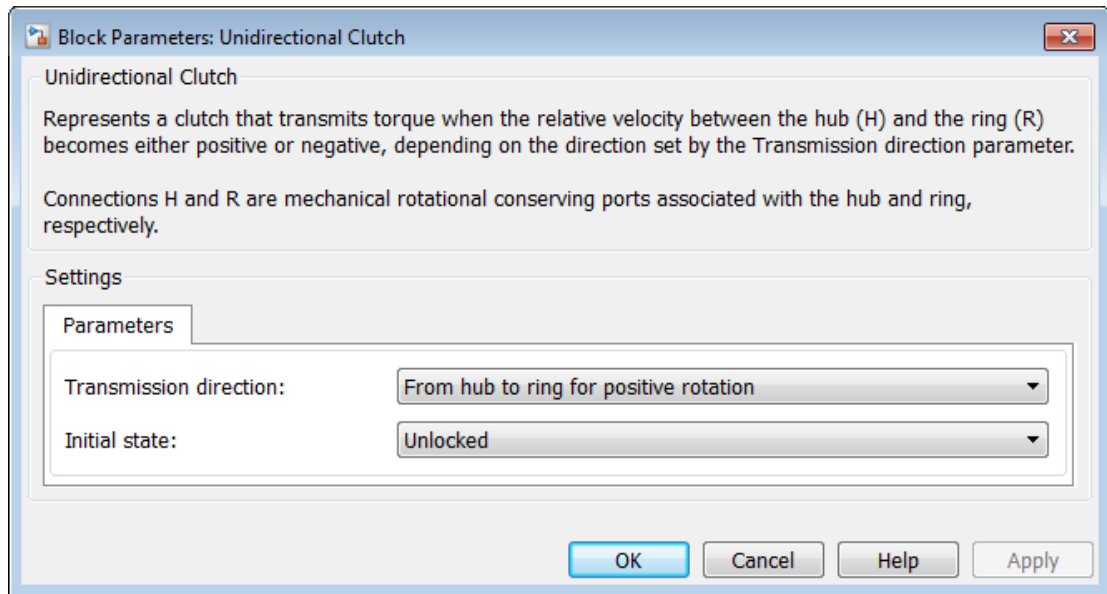 Block Parameters: Unidirectional Clutch
Unidirectional Clutch
Represents a clutch that transmits torque when the relative velocity between the hub (H) and the ring (R)
becomes either positive or negative, depending on the direction set by the Transmission direction parameter.
Connections H and R are mechanical rotational conserving ports associated with the hub and ring,
respectively.
Settings
Parameters
Transmission direction: From hub to ring for positive rotation
Initial state: Unlocked
OK Cancel Help Apply